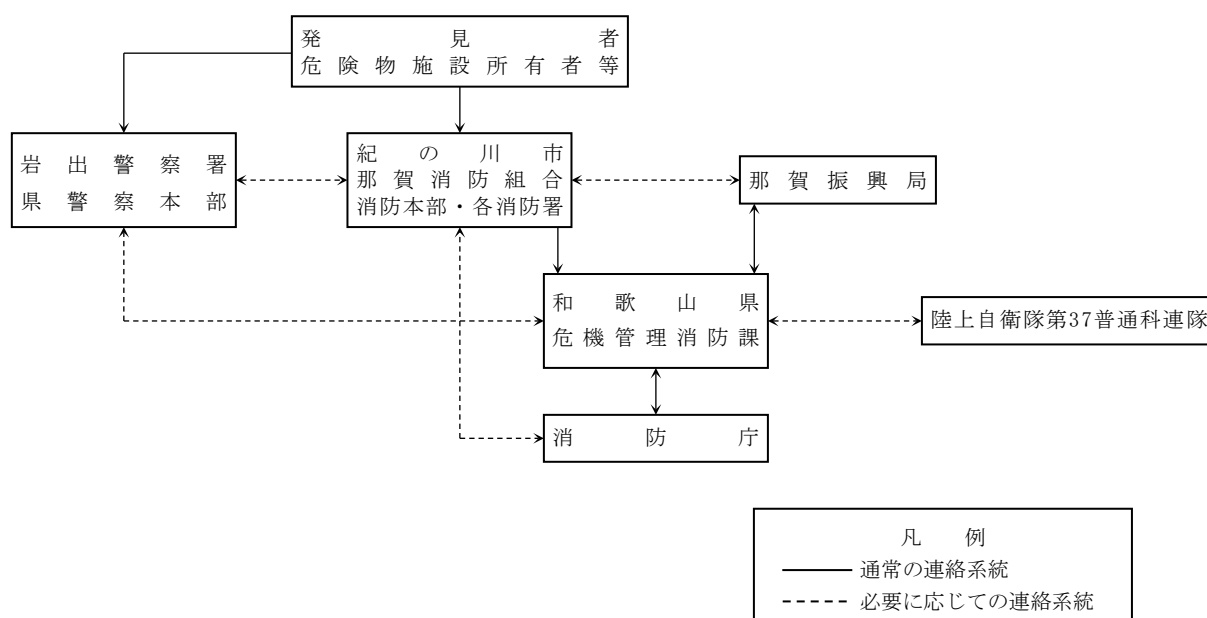 発見者
危険物施設所有者等
岩出警察署
県警察本部
紀の川市
那賀消防組合
消防本部・各消防署
那賀振興局
和歌山県
危機管理消防課
陸上自衛隊第37普通科連隊
消防庁
凡例
通常の連絡系統
必要に応じての連絡系統